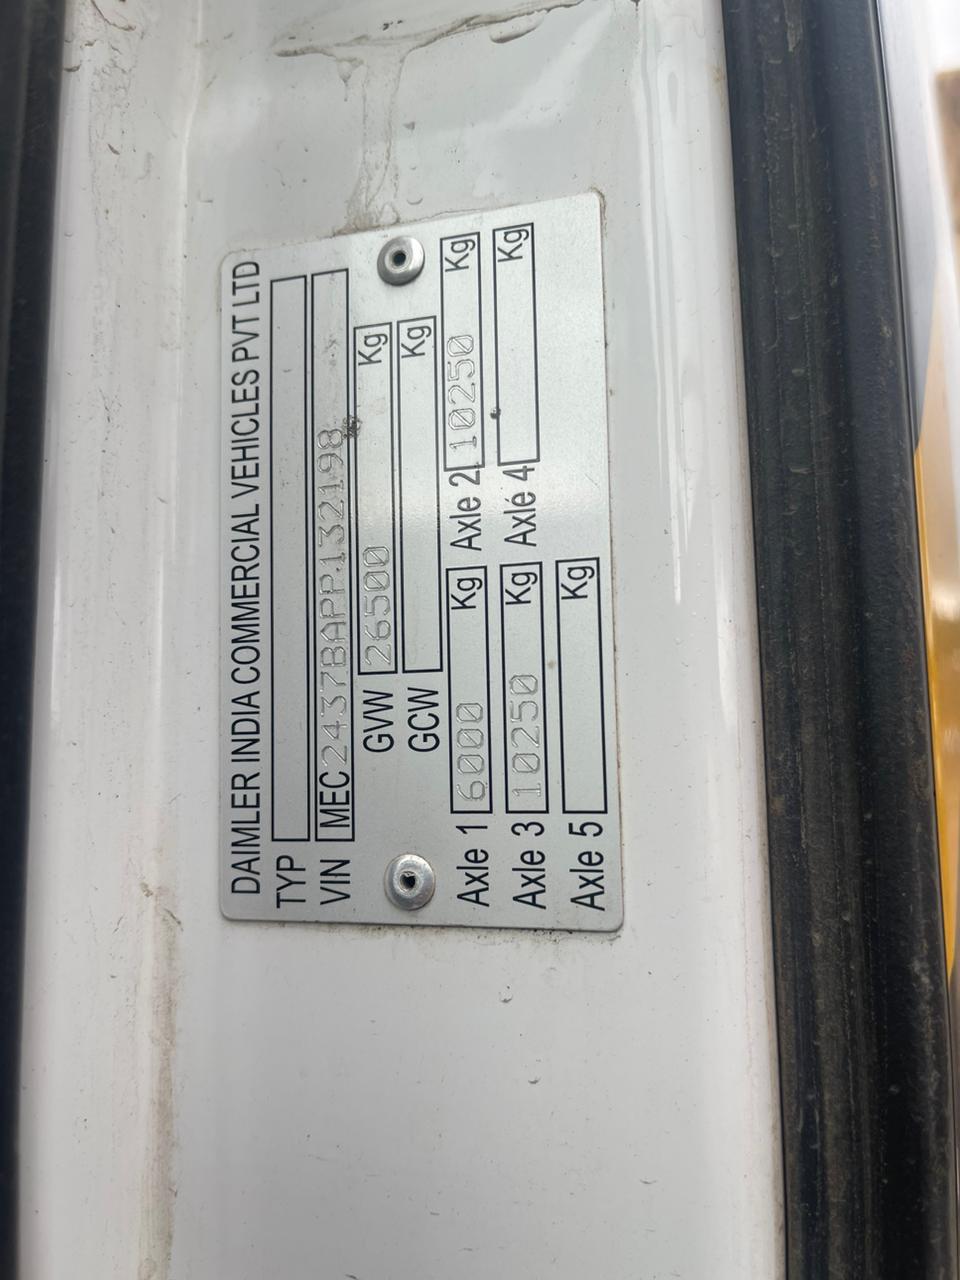 DAIMLER INDIA COMMERCIAL VEHICLES PVT LTD
TYP
VIN MEC2437BAPP132198
GVW 26500 Kg
GCW Kg
Axle 1 6000 Kg Axle 2 10250 Kg
Axle 3 10250 Kg Axle 4 Kg
Axle 5 Kg